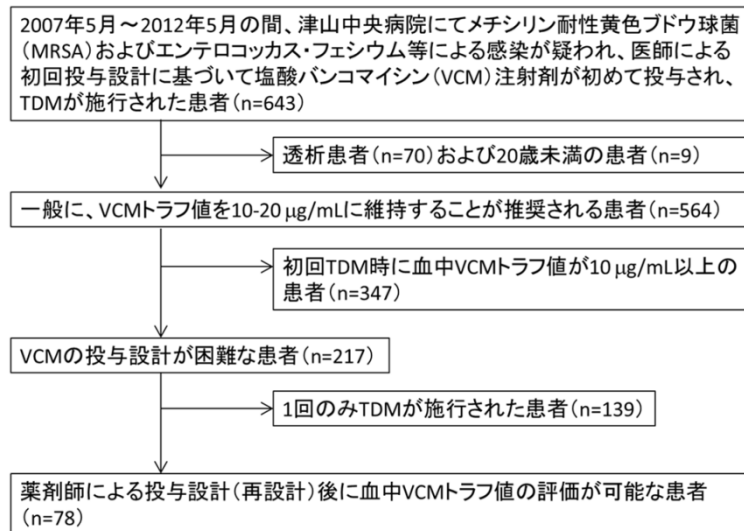 2007年5月～2012年5月の間、津山中央病院にてメチシリン耐性黄色ブドウ球菌
(MRSA)およびエンテロコッカス・フェシウム等による感染が疑われ、医師による
初回投与設計に基づいて塩酸バンコマイシン(VCM)注射剤が初めて投与され、
TDMが施行された患者(n=643)
透析患者(n=70)および20歳未満の患者(n=9)
一般に、VCMトラフ値を10-20 μg/mLに維持することが推奨される患者(n=564)
初回TDM時に血中VCMトラフ値が10 μg/mL以上の
患者(n=347)
VCMの投与設計が困難な患者(n=217)
1回のみTDMが施行された患者(n=139)
薬剤師による投与設計(再設計)後に血中VCMトラフ値の評価が可能な患者
(n=78)